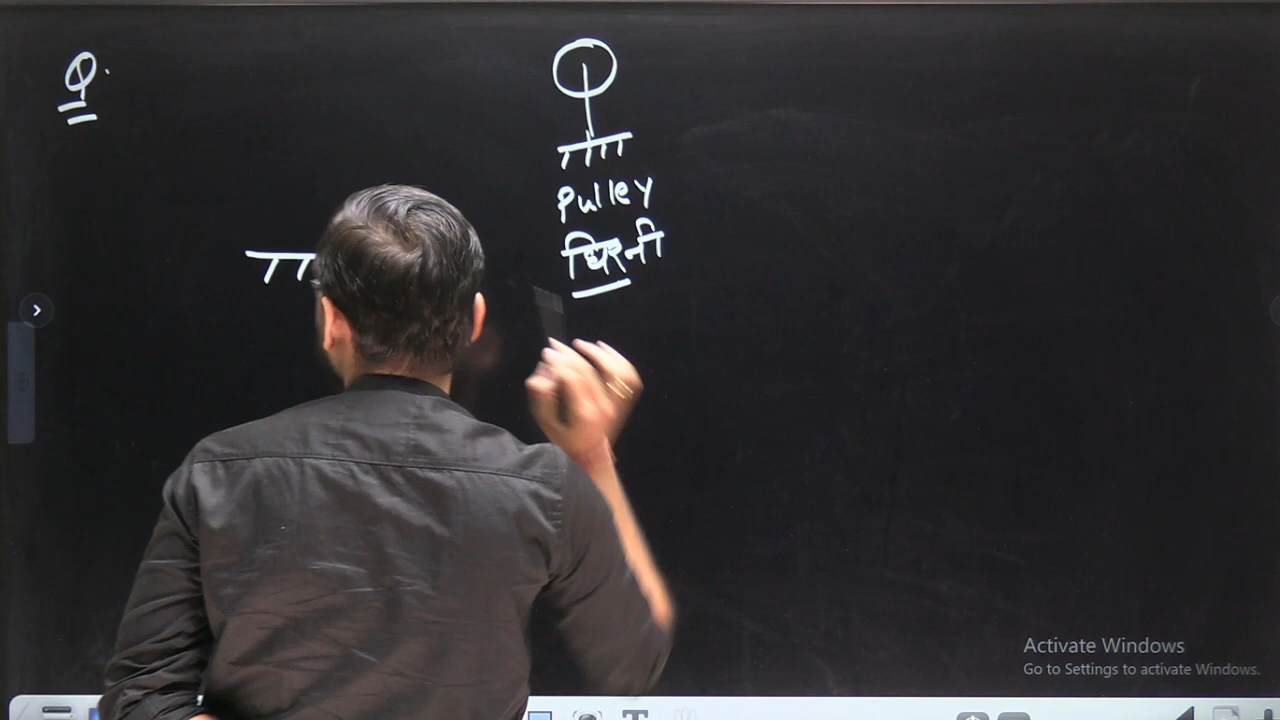 Q.
Pulley
घिरनी
Activate Windows
Go to Settings to activate Windows.